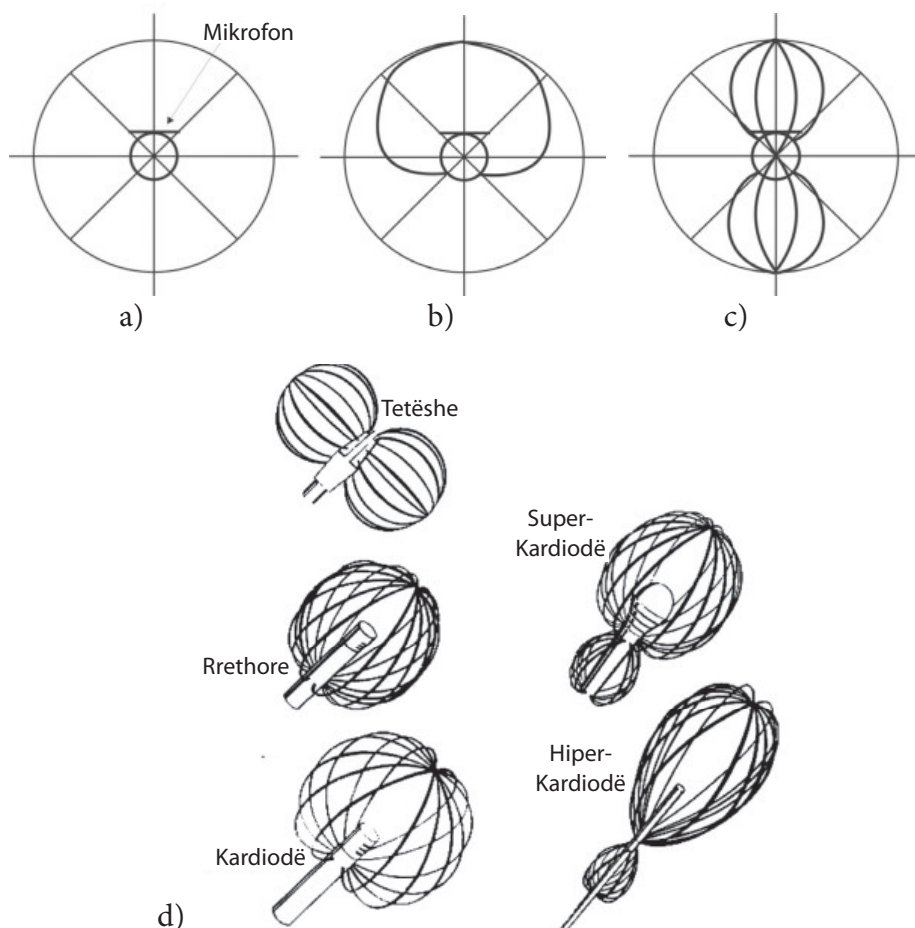 Mikrofon
a)
b)
c)
Tetëshe
Super-
Kardiodë
Rrethore
Hiper-
Kardiodë
Kardiodë
d)